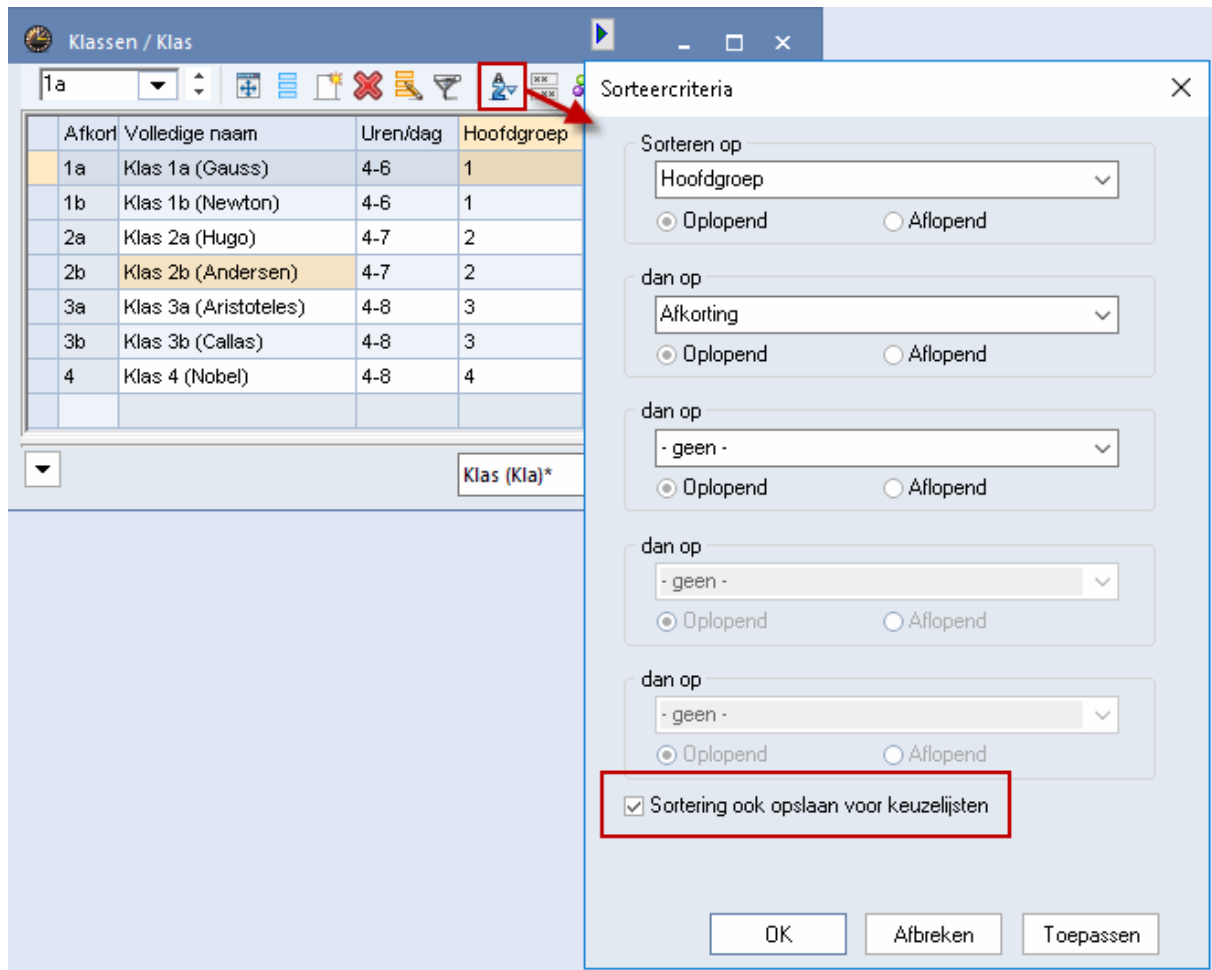 Klassen / Klas
1a
Afkort Volledige naam Uren/dag Hoofdgroep
1a Klas 1a (Gauss) 4-6 1
1b Klas 1b (Newton) 4-6 1
2a Klas 2a (Hugo) 4-7 2
2b Klas 2b (Andersen) 4-7 2
3a Klas 3a (Aristoteles) 4-8 3
3b Klas 3b (Callas) 4-8 3
4 Klas 4 (Nobel) 4-8 4
Klas (Kla)*
Sorteercriteria
Sorteren op
Hoofdgroep
Oplopend Aflopend
dan op
Afkorting
Oplopend Aflopend
dan op
- geen -
Oplopend Aflopend
dan op
- geen -
Oplopend Aflopend
dan op
- geen -
Oplopend Aflopend
Sortering ook opslaan voor keuzelijsten
OK Afbreken Toepassen